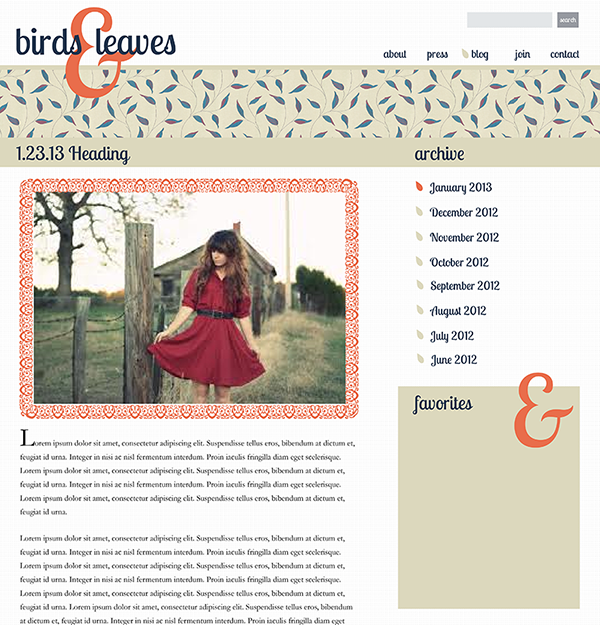 birds & leaves
search
about press blog join contact
1.23.13 Heading
Lorem ipsum dolor sit amet, consectetur adipiscing elit. Suspendisse tellus eros, bibendum at dictum et,
feugiat id urna. Integer in nisi ac nisl fermentum interdum. Proin iaculis fringilla diam eget scelerisque.
Lorem ipsum dolor sit amet, consectetur adipiscing elit. Suspendisse tellus eros, bibendum at dictum et,
feugiat id urna. Integer in nisi ac nisl fermentum interdum. Proin iaculis fringilla diam eget scelerisque.
Lorem ipsum dolor sit amet, consectetur adipiscing elit. Suspendisse tellus eros, bibendum at dictum et,
feugiat id urna.
Lorem ipsum dolor sit amet, consectetur adipiscing elit. Suspendisse tellus eros, bibendum at dictum et,
feugiat id urna. Integer in nisi ac nisl fermentum interdum. Proin iaculis fringilla diam eget scelerisque.
Lorem ipsum dolor sit amet, consectetur adipiscing elit. Suspendisse tellus eros, bibendum at dictum et,
feugiat id urna. Integer in nisi ac nisl fermentum interdum. Proin iaculis fringilla diam eget scelerisque.
Lorem ipsum dolor sit amet, consectetur adipiscing elit. Suspendisse tellus eros, bibendum at dictum et,
feugiat id urna. Lorem ipsum dolor sit amet, consectetur adipiscing elit. Suspendisse tellus eros, bibendum
at dictum et, feugiat id urna. Integer in nisi ac nisl fermentum interdum. Proin iaculis fringilla diam eget
archive
January 2013
December 2012
November 2012
October 2012
September 2012
August 2012
July 2012
June 2012
favorites
&